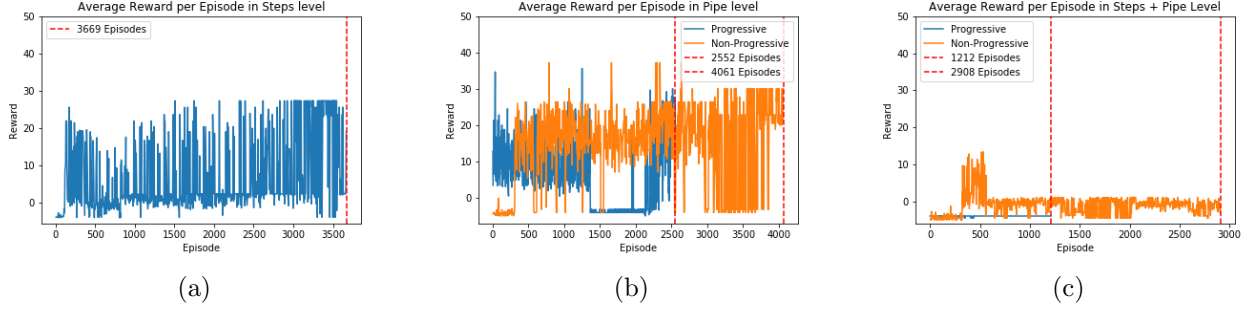 Average Reward per Episode in Steps level
3669 Episodes
50
40
30
20
10
0
Reward
0 500 1000 1500 2000 2500 3000 3500
Episode
(a)
Average Reward per Episode in Pipe level
Progressive
Non-Progressive
2552 Episodes
4061 Episodes
50
40
30
20
10
0
Reward
0 500 1000 1500 2000 2500 3000 3500 4000
Episode
(b)
Average Reward per Episode in Steps + Pipe Level
Progressive
Non-Progressive
1212 Episodes
2908 Episodes
50
40
30
20
10
0
Reward
0 500 1000 1500 2000 2500 3000
Episode
(c)